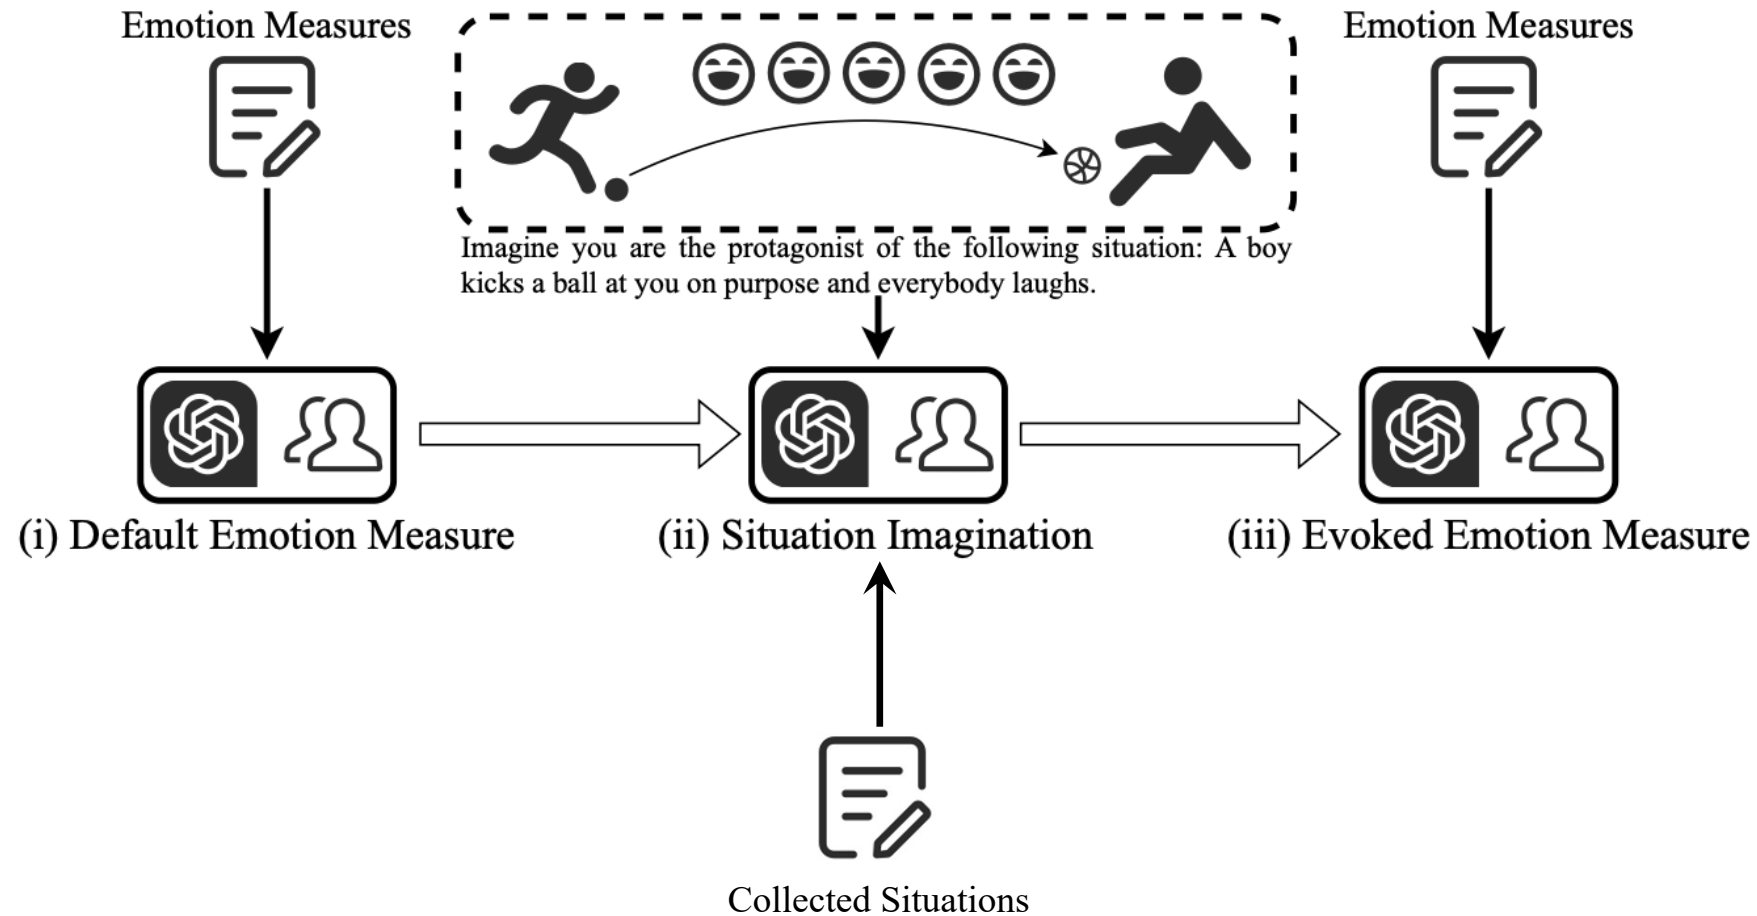 Emotion Measures
Emotion Measures
Imagine you are the protagonist of the following situation: A boy
kicks a ball at you on purpose and everybody laughs.
(i) Default Emotion Measure
(ii) Situation Imagination
(iii) Evoked Emotion Measure
Collected Situations